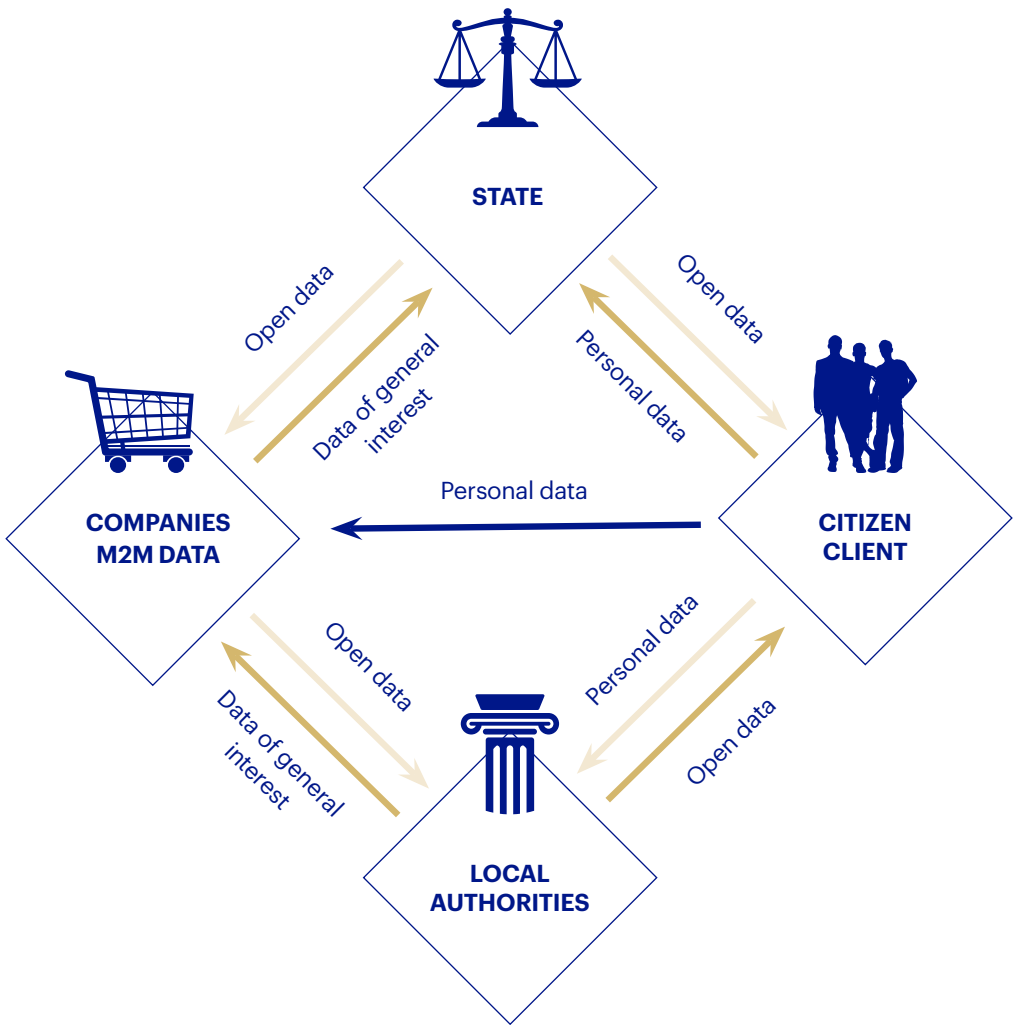 STATE
Open data
Open data
Data of general
interest
Personal data
Personal data
COMPANIES
M2M DATA
CITIZEN
CLIENT
Open data
Personal data
Data of general
interest
Open data
LOCAL
AUTHORITIES